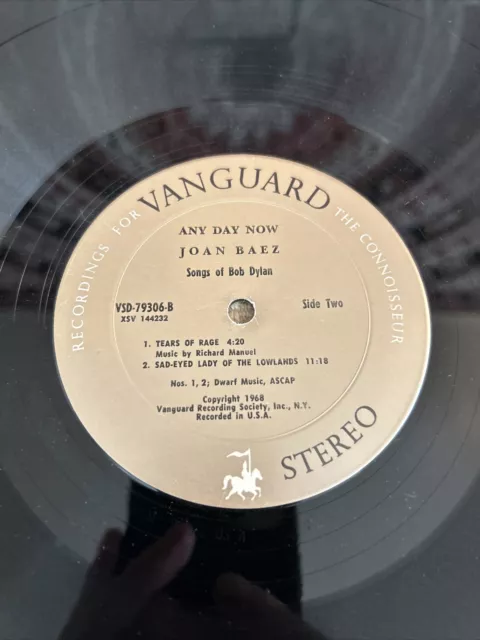 RECORDINGS FOR VANGUARD THE CONNOISSEUR
ANY DAY NOW
JOAN BAEZ
Songs of Bob Dylan
VSD-79306-B Side Two
XSV 144232
1. TEARS OF RAGE 4:20
Music by Richard Manuel
2. SAD-EYED LADY OF THE LOWLANDS 11:18
Nos. 1, 2; Dwarf Music, ASCAP
Copyright 1968
Vanguard Recording Society, Inc., N.Y.
Recorded in U.S.A.
STEREO